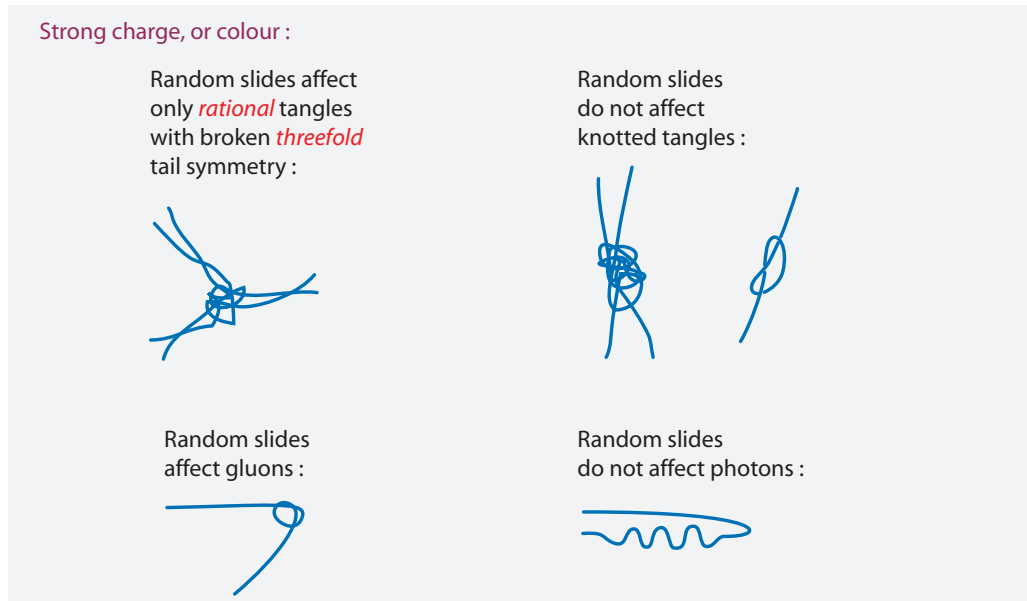 Strong charge, or colour :
Random slides affect
only rational tangles
with broken threefold
tail symmetry :
Random slides
do not affect
knotted tangles :
Random slides
affect gluons :
Random slides
do not affect photons :